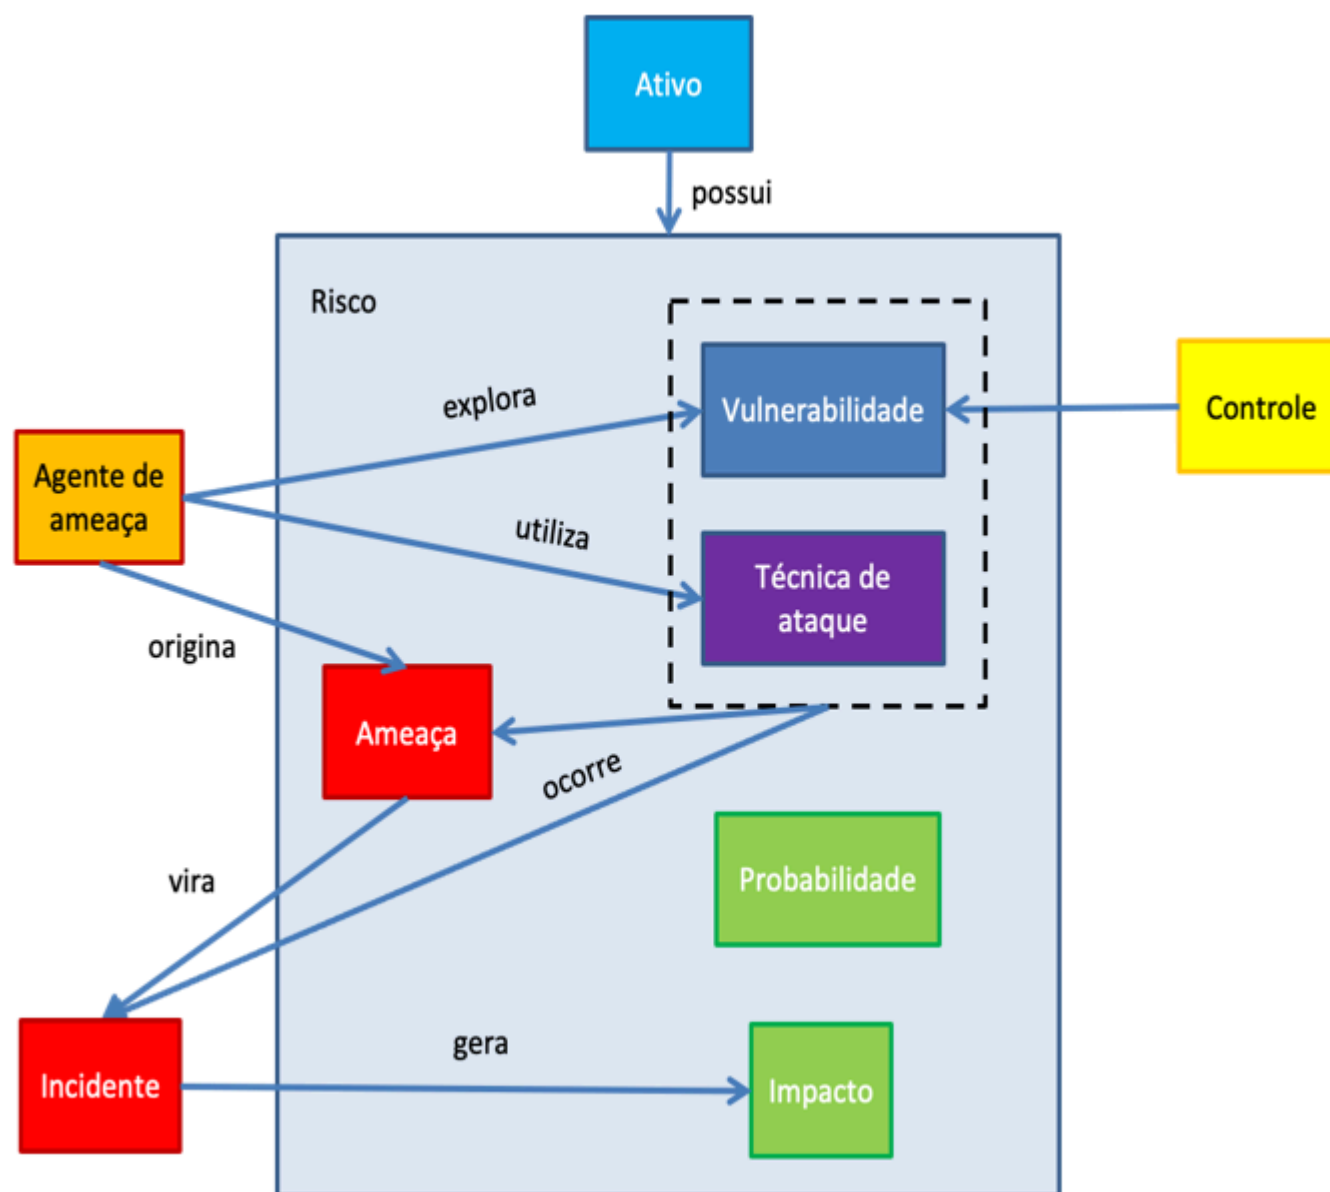 Ativo
possui
Risco
explora
Vulnerabilidade
Controle
Agente de
ameaça
utiliza
Técnica de
ataque
origina
Ameaça
ocorre
vira
Probabilidade
gera
Incidente
Impacto